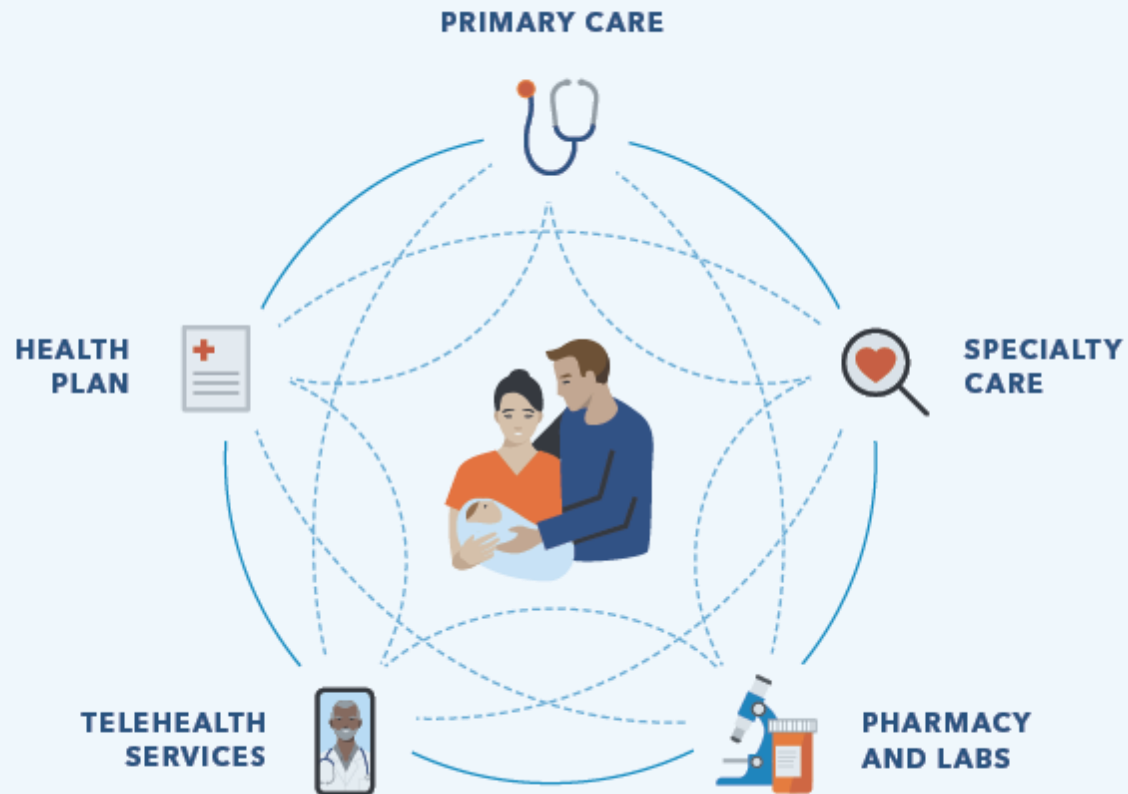 PRIMARY CARE
HEALTH
PLAN
SPECIALTY
CARE
TELEHEALTH
SERVICES
PHARMACY
AND LABS